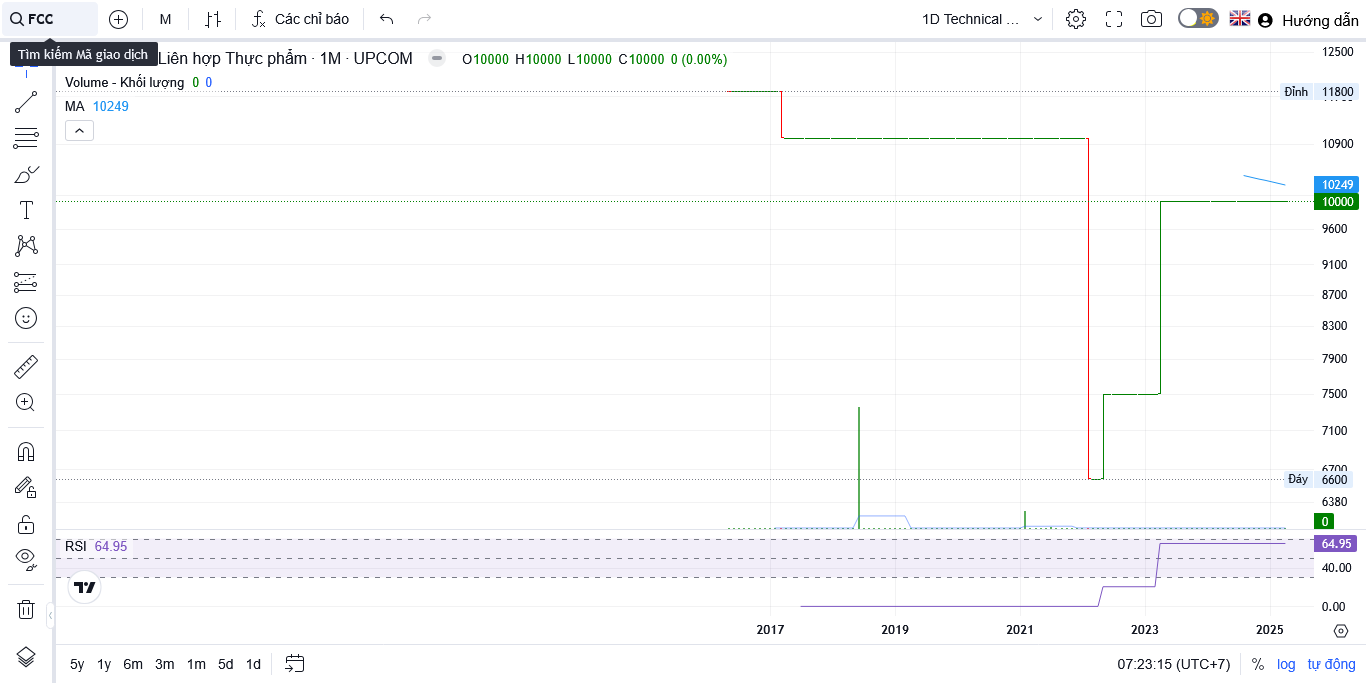 FCC
M
Các chỉ báo
1D Technical ...
Hướng dẫn
Tìm kiếm Mã giao dịch
Liên hợp Thực phẩm · 1M · UPCOM
O10000 H10000 L10000 C10000 0 (0.00%)
Volume - Khối lượng 0 0
MA 10249
12500
Đỉnh 11800
10900
10249
10000
9600
9100
8700
8300
7900
7500
7100
6700
Đáy 6600
6380
0
RSI 64.95
64.95
40.00
0.00
2017 2019 2021 2023 2025
5y 1y 6m 3m 1m 5d 1d
07:23:15 (UTC+7) % log tự động